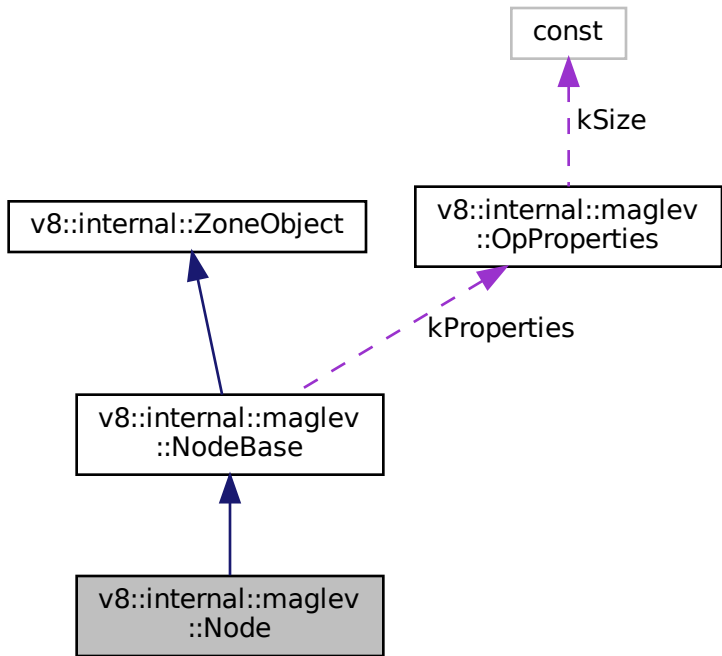 const
kSize
v8::internal::maglev
::OpProperties
v8::internal::ZoneObject
kProperties
v8::internal::maglev
::NodeBase
v8::internal::maglev
::Node